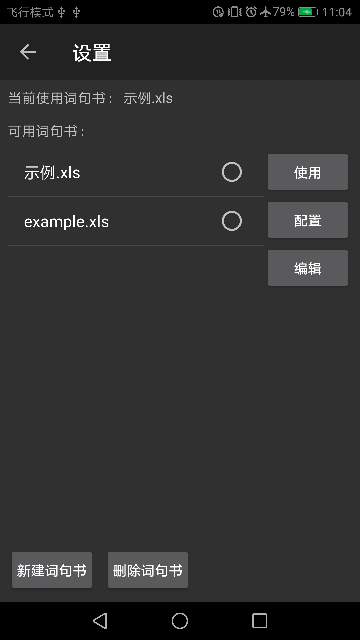 飞行模式 79% 11:04
设置
当前使用词句书： 示例.xls
可用词句书：
示例.xls 使用
example.xls 配置
编辑
新建词句书 删除词句书